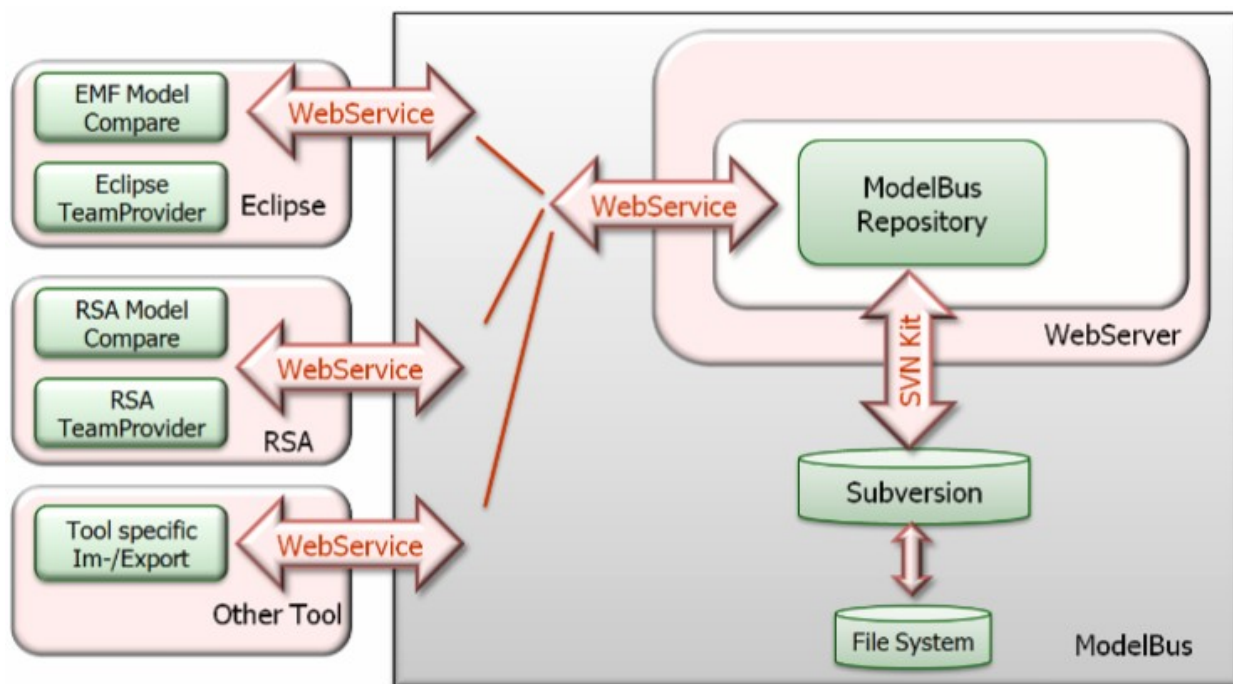 EMF Model
Compare
Eclipse
TeamProvider
Eclipse
WebService
RSA Model
Compare
RSA
TeamProvider
RSA
WebService
Tool specific
Im-/Export
Other Tool
WebService
WebService
ModelBus
Repository
WebServer
SVN Kit
Subversion
File System
ModelBus